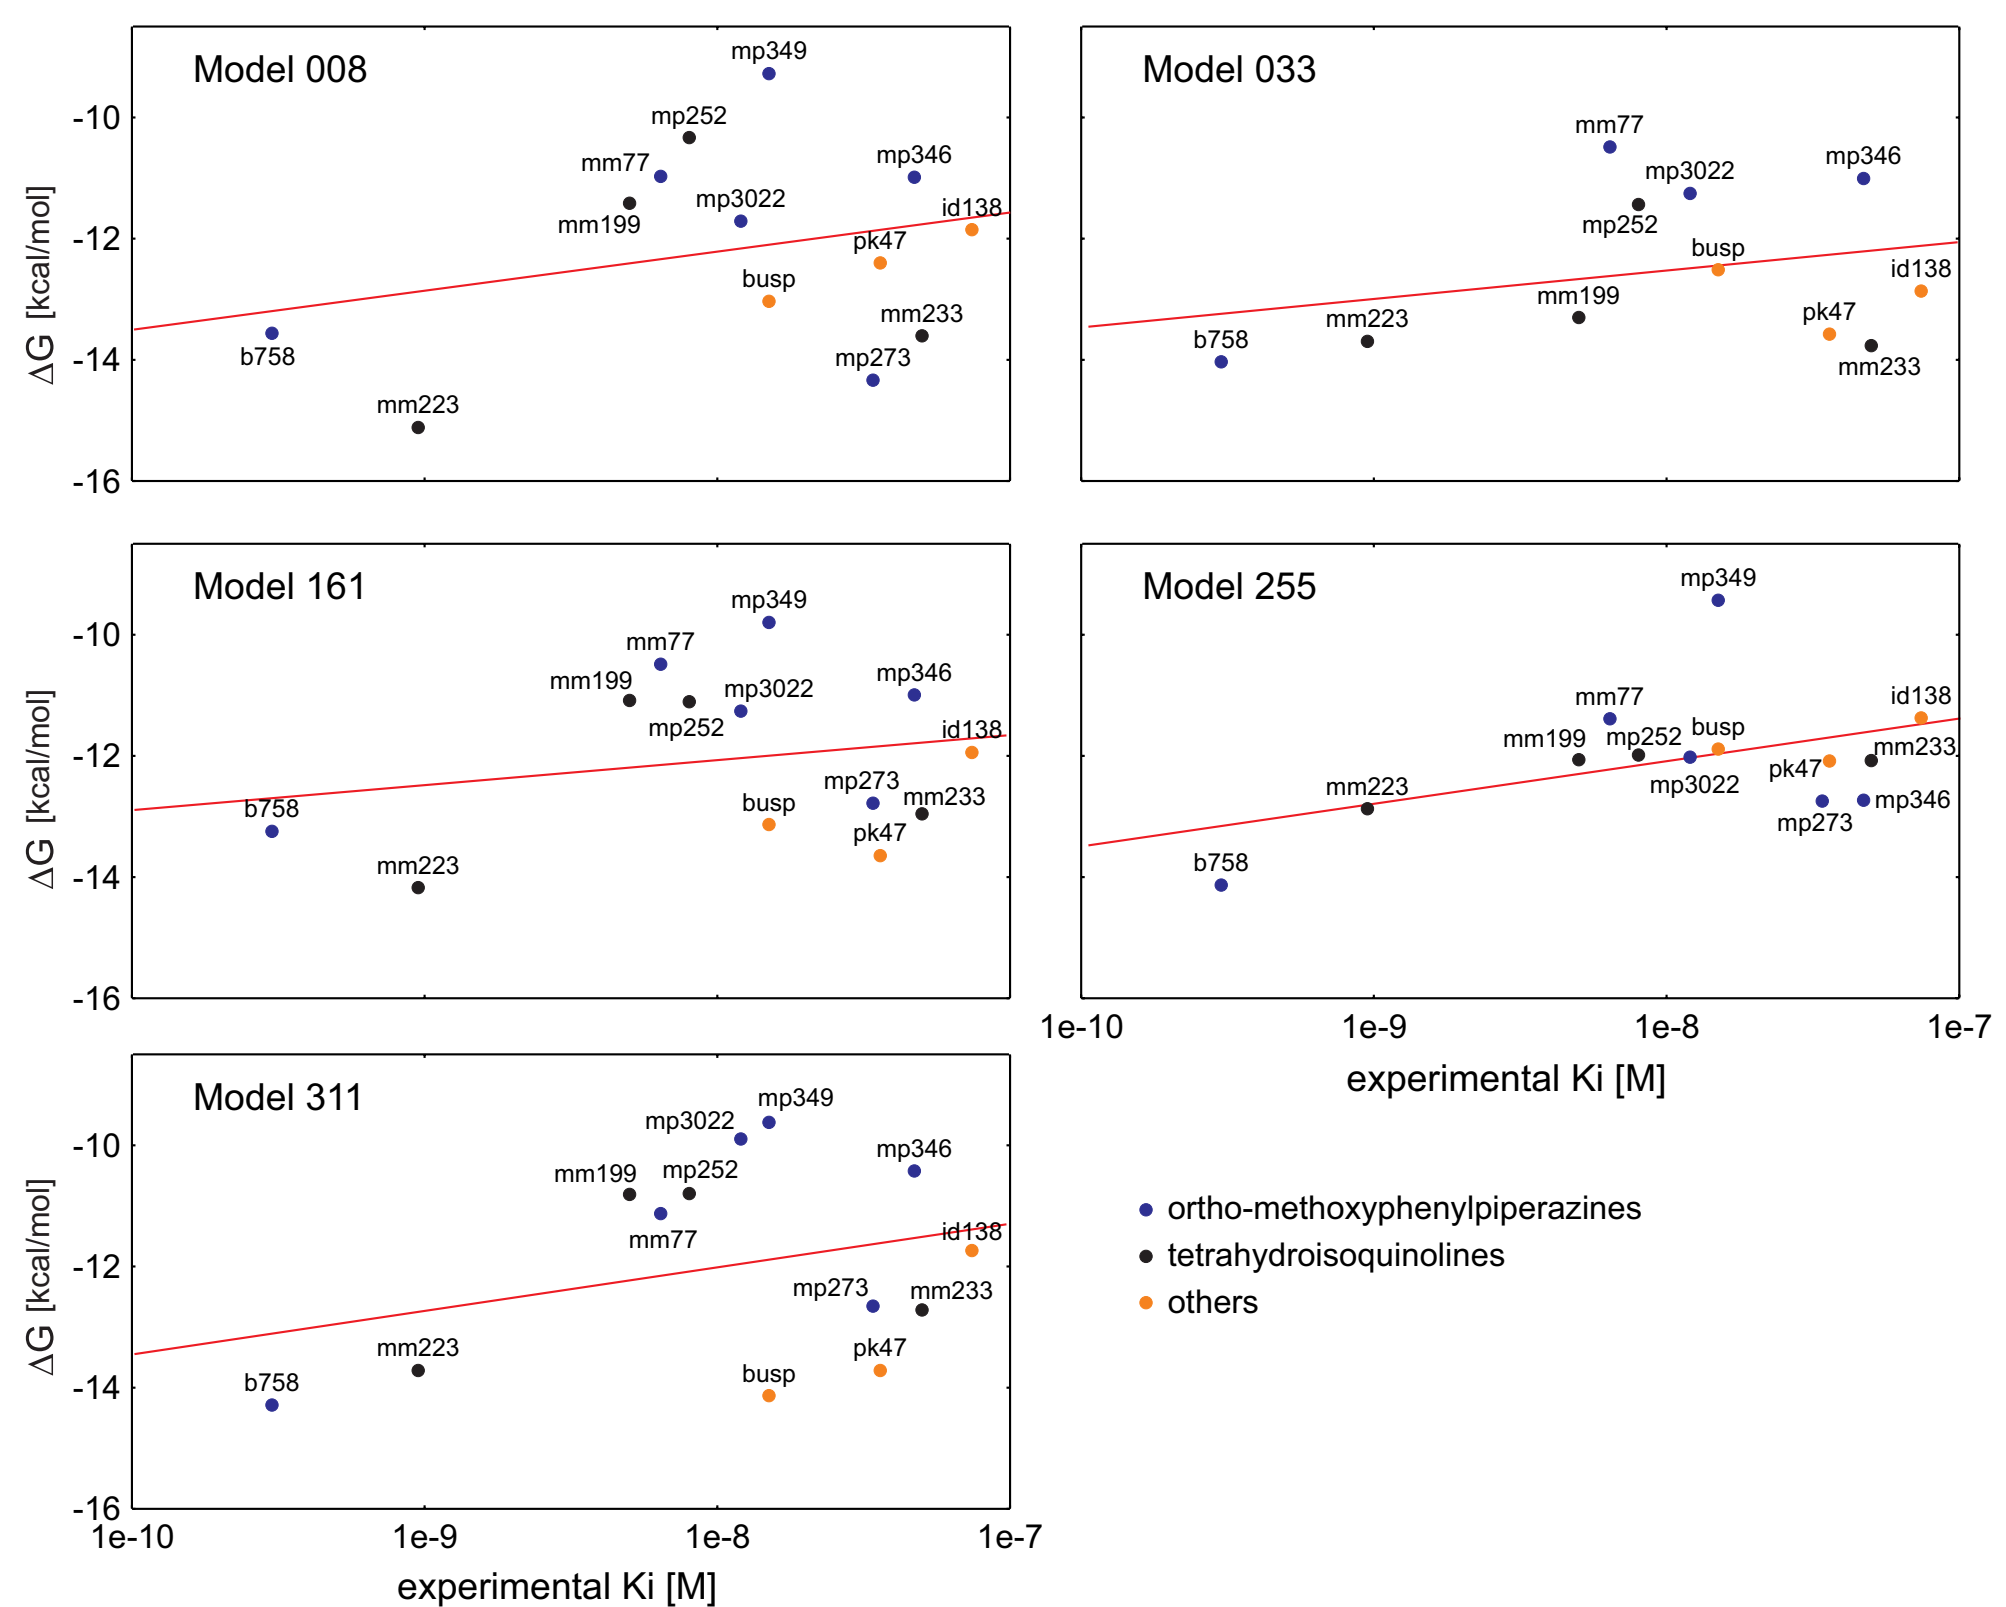 Model 008
mp349
-10
mp252
mm77
mp346
mp3022
mm199
id138
-12
pk47
busp
mm233
b758
mp273
-14
mm223
-16
ΔG [kcal/mol]
Model 033
mm77
mp346
mp3022
mp252
busp
id138
mm199
pk47
mm223
b758
mm233
Model 161
mp349
-10
mm77
mm199
mp346
mp3022
mp252
id138
-12
mp273
mm233
busp
b758
pk47
mm223
-14
-16
ΔG [kcal/mol]
Model 255
mp349
mm77
id138
busp
mm199
mp252
mm233
pk47
mm223
mp3022
mp346
mp273
b758
1e-10
1e-9
1e-8
1e-7
experimental Ki [M]
Model 311
mp349
mp3022
-10
mp346
mm199
mp252
mm77
id138
-12
mp273
mm233
mm223
pk47
b758
busp
-14
-16
ΔG [kcal/mol]
1e-10
1e-9
1e-8
1e-7
experimental Ki [M]
ortho-methoxyphenylpiperazines
tetrahydroisoquinolines
others